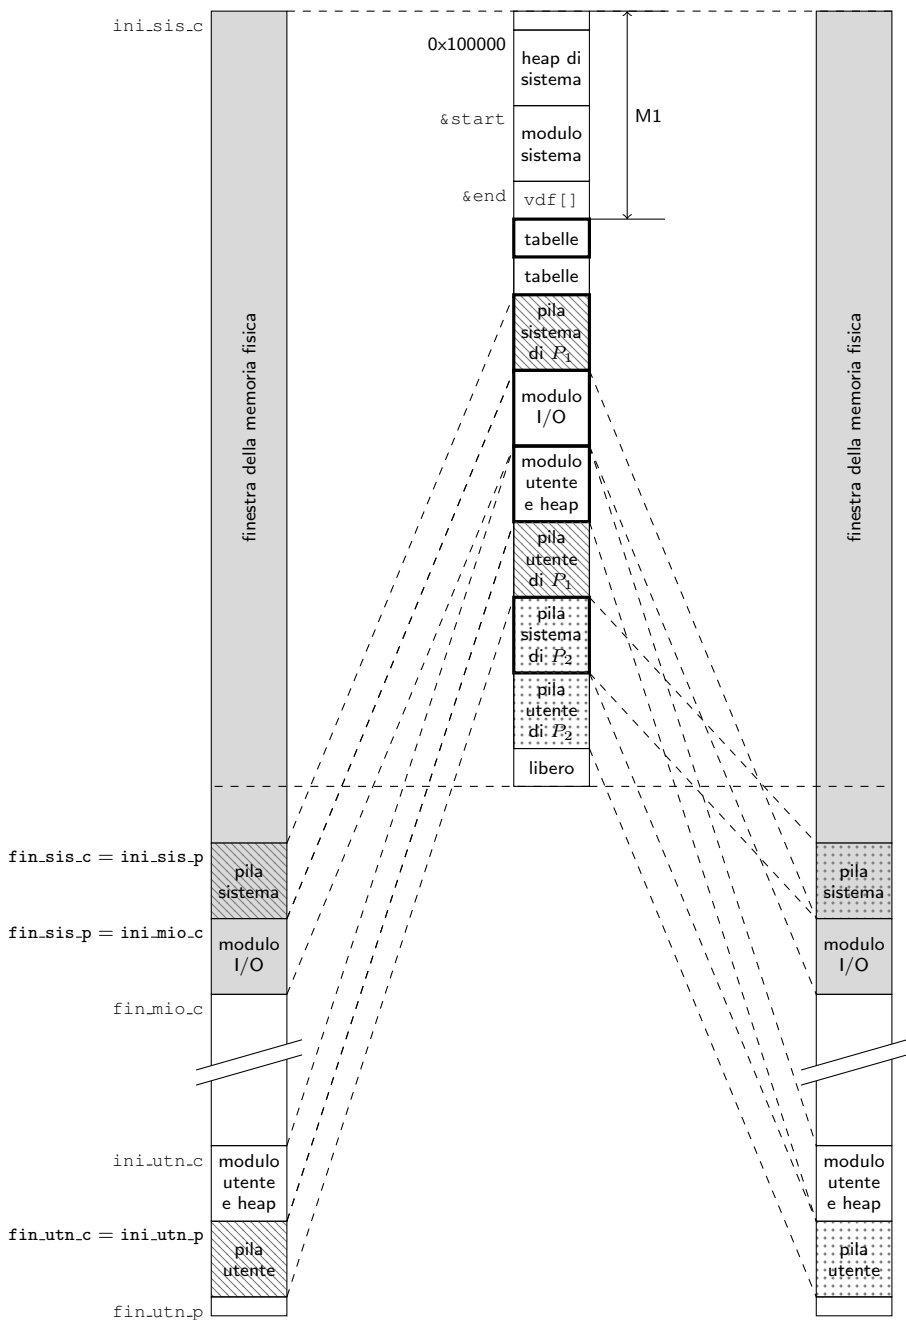 ini_sis_c
0x100000
heap di
sistema
&start
modulo
sistema
M1
&end
vdf[]
tabelle
tabelle
pila
sistema
di P1
modulo
I/O
modulo
utente
e heap
pila
utente
di P1
pila
sistema
di P2
pila
utente
di P2
libero
finestra della memoria fisica
finestra della memoria fisica
fin_sis_c = ini_sis_p
pila
sistema
pila
sistema
fin_sis_p = ini_mio_c
modulo
I/O
modulo
I/O
fin_mio_c
ini_utn_c
modulo
utente
e heap
modulo
utente
e heap
fin_utn_c = ini_utn_p
pila
utente
pila
utente
fin_utn_p